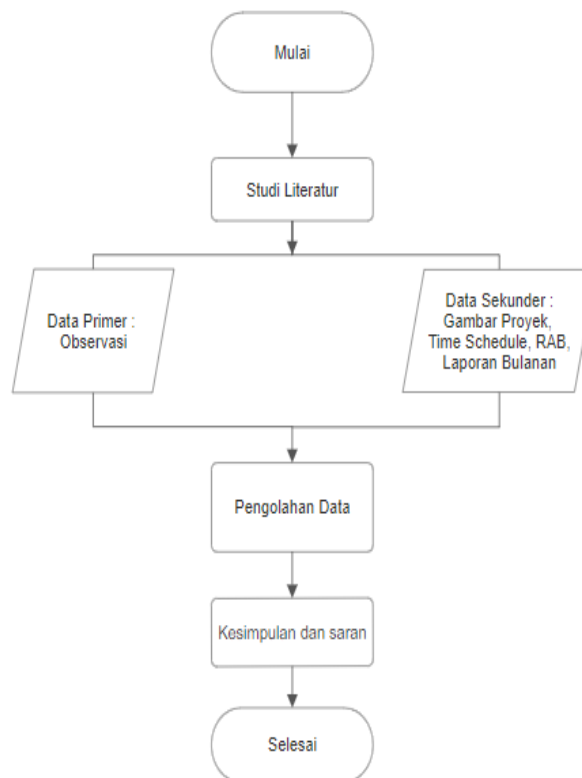 Mulai
Studi Literatur
Data Primer :
Observasi
Data Sekunder :
Gambar Proyek,
Time Schedule, RAB,
Laporan Bulanan
Pengolahan Data
Kesimpulan dan saran
Selesai